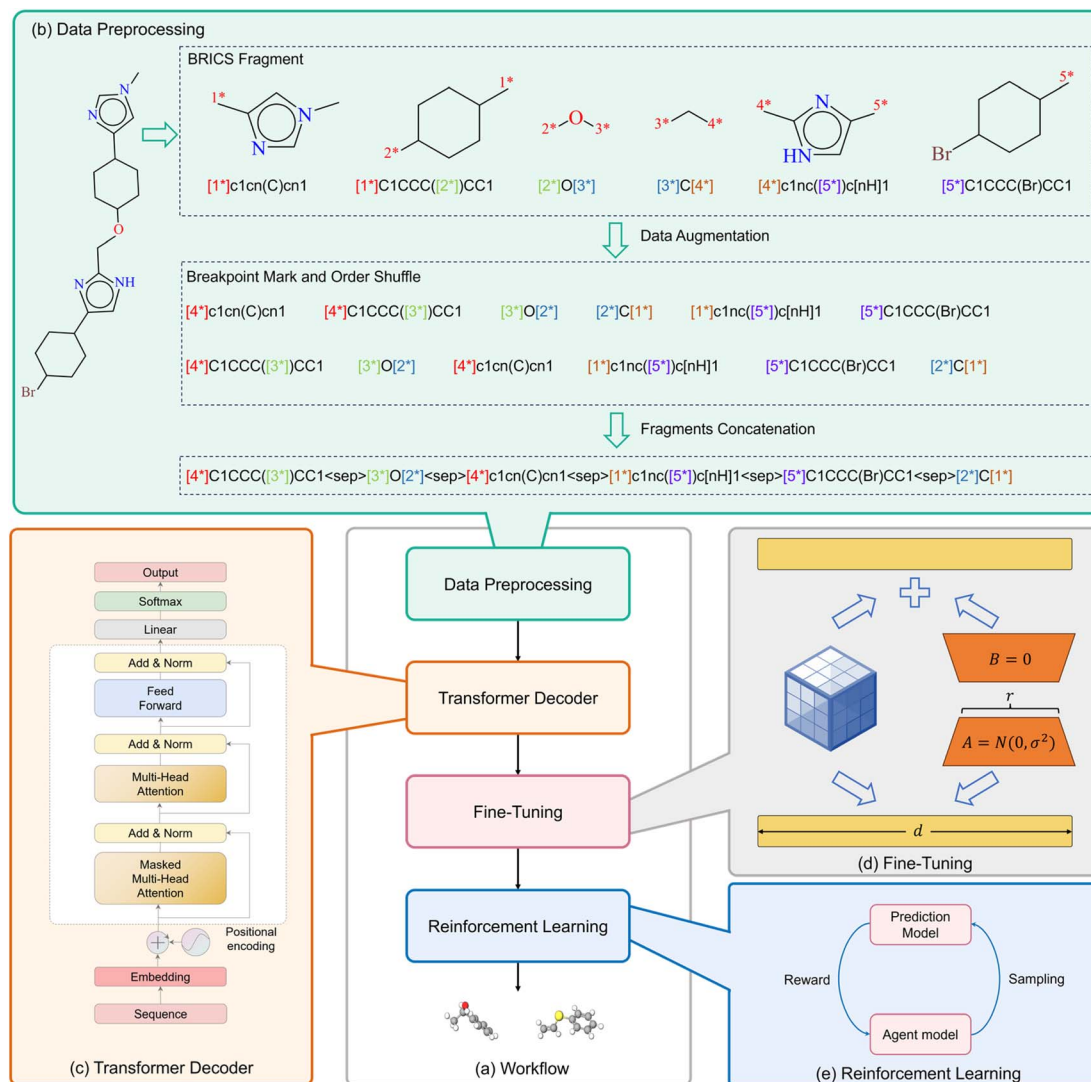 (b) Data Preprocessing
BRICS Fragment
N
N
O
N
NH
Br
1*
N
N
1*
2*
2*
O
3*
3*
4*
4*
N
HN
5*
5*
Br
[1*]c1cn(C)cn1
[1*]C1CCC([2*])CC1
[2*]O[3*]
[3*]C[4*]
[4*]c1nc([5*])c[nH]1
[5*]C1CCC(Br)CC1
Data Augmentation
Breakpoint Mark and Order Shuffle
[4*]c1cn(C)cn1
[4*]C1CCC([3*])CC1
[3*]O[2*]
[2*]C[1*]
[1*]c1nc([5*])c[nH]1
[5*]C1CCC(Br)CC1
[4*]C1CCC([3*])CC1
[3*]O[2*]
[4*]c1cn(C)cn1
[1*]c1nc([5*])c[nH]1
[5*]C1CCC(Br)CC1
[2*]C[1*]
Fragments Concatenation
[4*]C1CCC([3*])CC1<sep>[3*]O[2*]<sep>[4*]c1cn(C)cn1<sep>[1*]c1nc([5*])c[nH]1<sep>[5*]C1CCC(Br)CC1<sep>[2*]C[1*]
Output
Softmax
Linear
Add & Norm
Feed
Forward
Add & Norm
Multi-Head
Attention
Add & Norm
Masked
Multi-Head
Attention
Positional
encoding
Embedding
Sequence
(c) Transformer Decoder
Data Preprocessing
Transformer Decoder
Fine-Tuning
Reinforcement Learning
(a) Workflow
B = 0
r
A = N(0, σ²)
d
(d) Fine-Tuning
Prediction
Model
Reward
Sampling
Agent model
(e) Reinforcement Learning